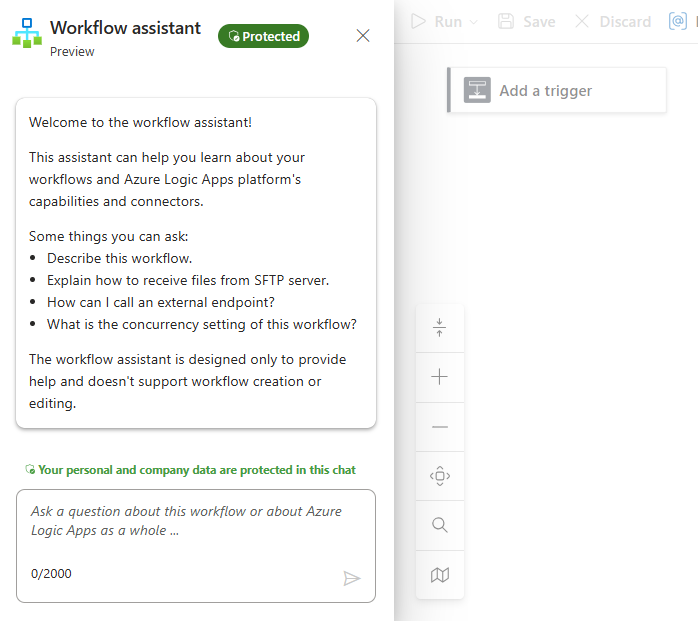 Workflow assistant
Preview
Protected
Run
Save
Discard
Add a trigger
Welcome to the workflow assistant!
This assistant can help you learn about your
workflows and Azure Logic Apps platform's
capabilities and connectors.
Some things you can ask:
• Describe this workflow.
• Explain how to receive files from SFTP server.
• How can I call an external endpoint?
• What is the concurrency setting of this workflow?
The workflow assistant is designed only to provide
help and doesn't support workflow creation or
editing.
Your personal and company data are protected in this chat
Ask a question about this workflow or about Azure
Logic Apps as a whole ...
0/2000